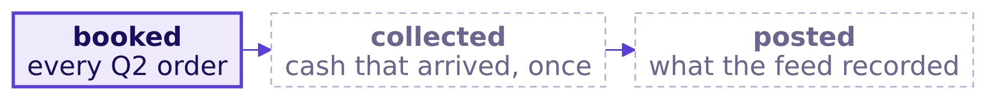 booked
every Q2 order
collected
cash that arrived, once
posted
what the feed recorded